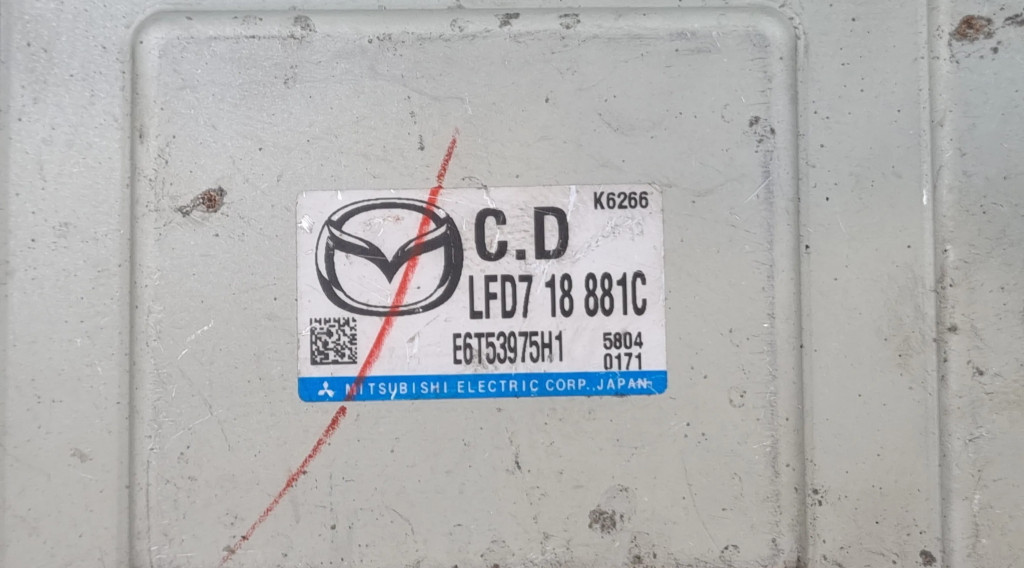 K6266
C.D
LFD7 18 881C
E6T53975H1
5804
0171
MITSUBISHI ELECTRIC CORP. JAPAN